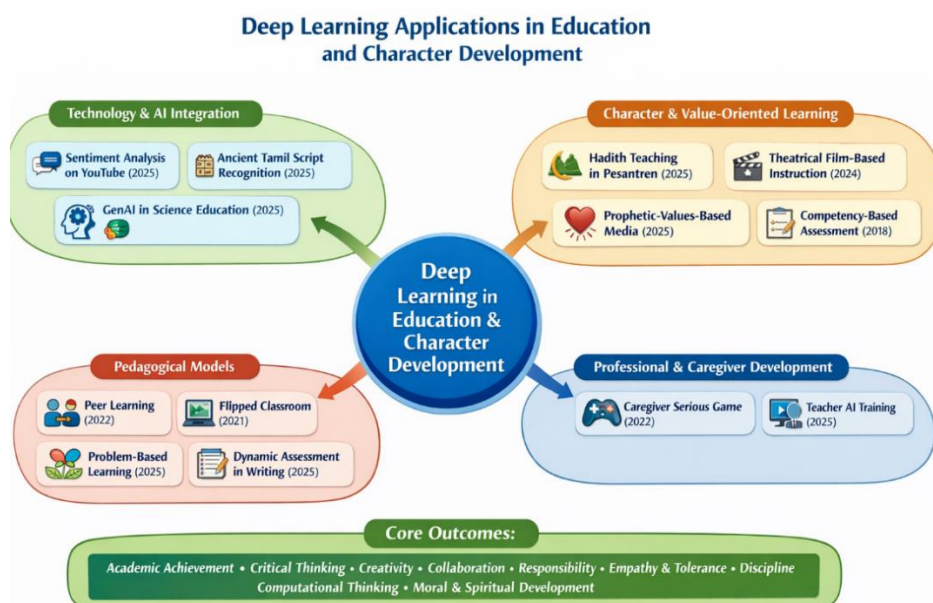 Deep Learning Applications in Education
and Character Development
Technology & AI Integration
Sentiment Analysis
on YouTube (2025)
Ancient Tamil Script
Recognition (2025)
GenAI in Science Education (2025)
Character & Value-Oriented Learning
Hadith Teaching
in Pesantren (2025)
Theatrical Film-Based
Instruction (2024)
Prophetic-Values-Based
Media (2025)
Competency-Based
Assessment (2018)
Deep
Learning in
Education &
Character
Development
Pedagogical Models
Peer Learning
(2022)
Flipped Classroom
(2021)
Problem-Based
Learning (2025)
Dynamic Assessment
in Writing (2025)
Professional & Caregiver Development
Caregiver Serious Game
(2022)
Teacher AI Training
(2025)
Core Outcomes:
Academic Achievement • Critical Thinking • Creativity • Collaboration • Responsibility • Empathy & Tolerance • Discipline
Computational Thinking • Moral & Spiritual Development